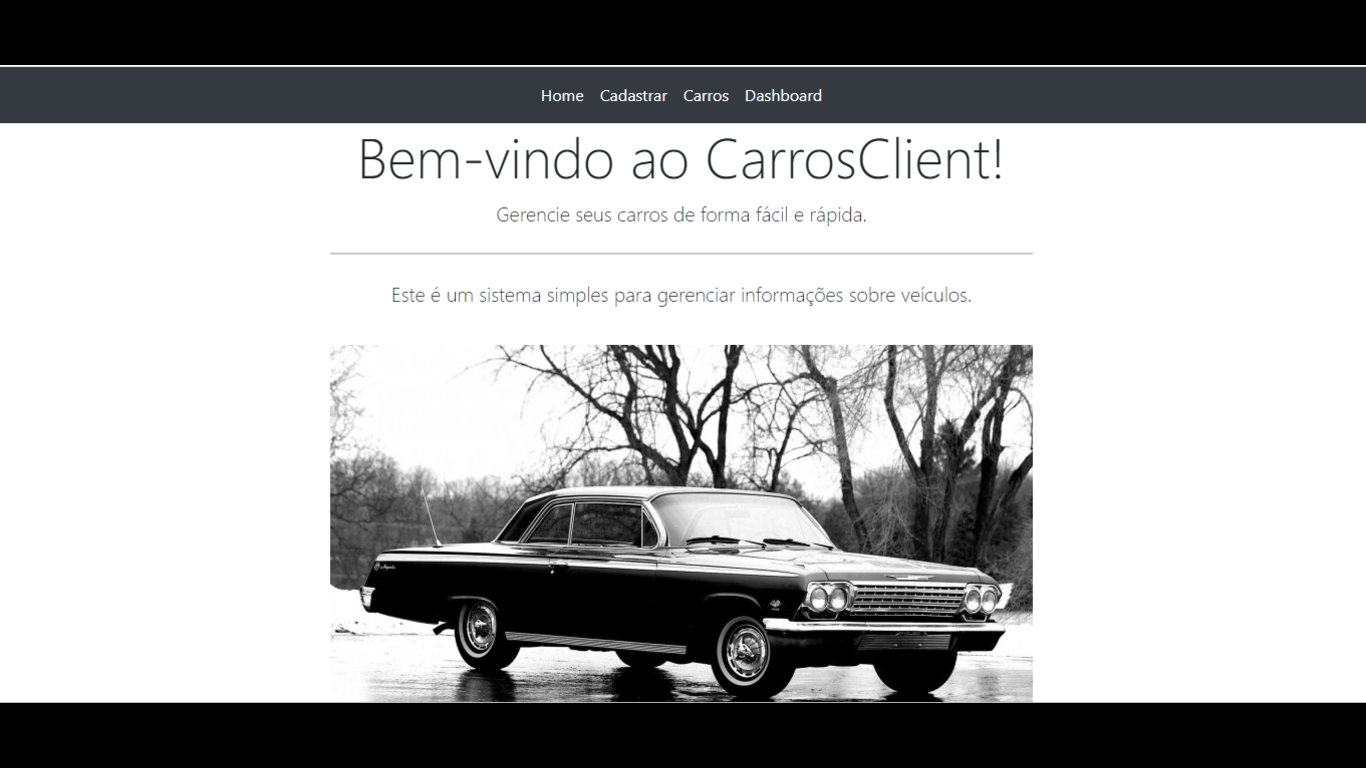 Home Cadastrar Carros Dashboard
Bem-vindo ao CarrosClient!
Gerencie seus carros de forma fácil e rápida.
Este é um sistema simples para gerenciar informações sobre veículos.
Impala